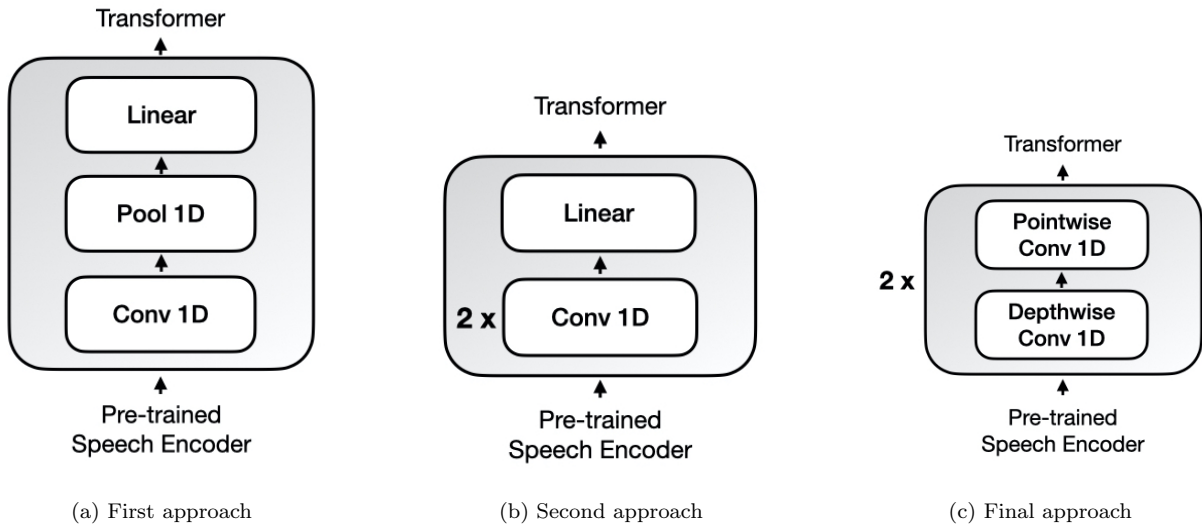 Transformer
Linear
Pool 1D
Conv 1D
Pre-trained
Speech Encoder
(a) First approach
Transformer
Linear
2 x
Conv 1D
Pre-trained
Speech Encoder
(b) Second approach
Transformer
Pointwise
Conv 1D
2 x
Depthwise
Conv 1D
Pre-trained
Speech Encoder
(c) Final approach